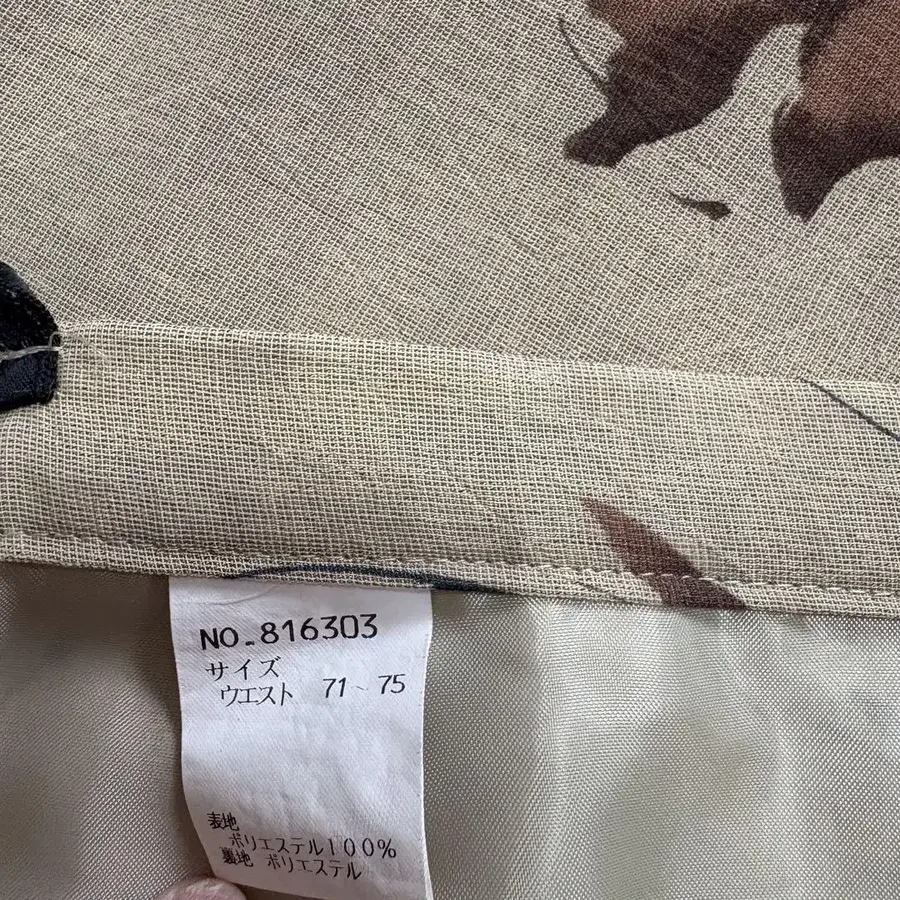 NO.816303
サイズ
ウエスト 71~75
表地
ポリエステル100%
裏地 ポリエステル